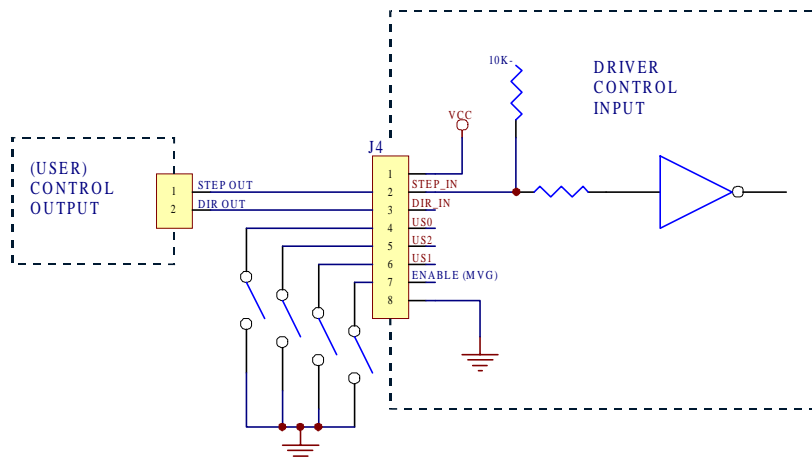 10K-
DRIVER
CONTROL
INPUT
VCC
J4
(USER)
CONTROL
OUTPUT
1
2
STEP OUT
DIR OUT
1
2
3
4
5
6
7
8
STEP_IN
DIR_IN
US0
US2
US1
ENABLE (MVG)